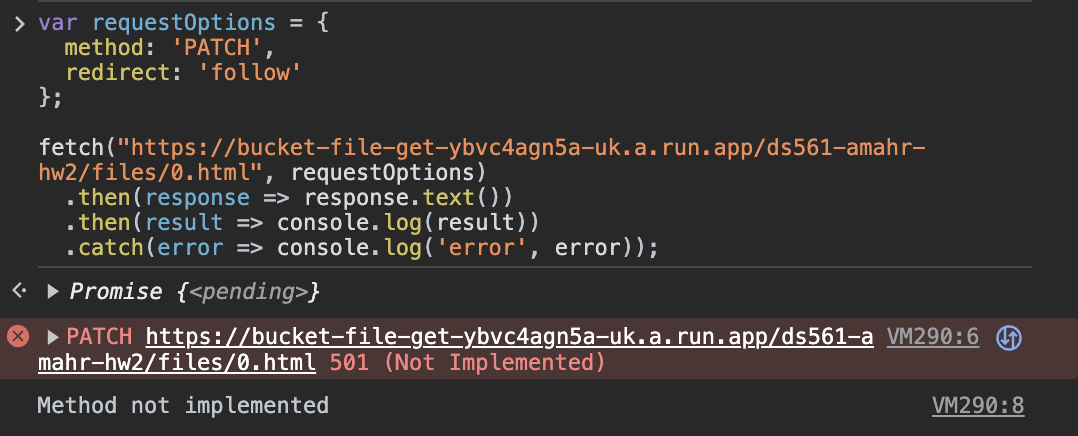 var requestOptions = {
  method: 'PATCH',
  redirect: 'follow'
};

fetch("https://bucket-file-get-ybvc4agn5a-uk.a.run.app/ds561-amahr-
hw2/files/0.html", requestOptions)
  .then(response => response.text())
  .then(result => console.log(result))
  .catch(error => console.log('error', error));
Promise {<pending>}
PATCH https://bucket-file-get-ybvc4agn5a-uk.a.run.app/ds561-a VM290:6
mahr-hw2/files/0.html 501 (Not Implemented)
Method not implemented VM290:8